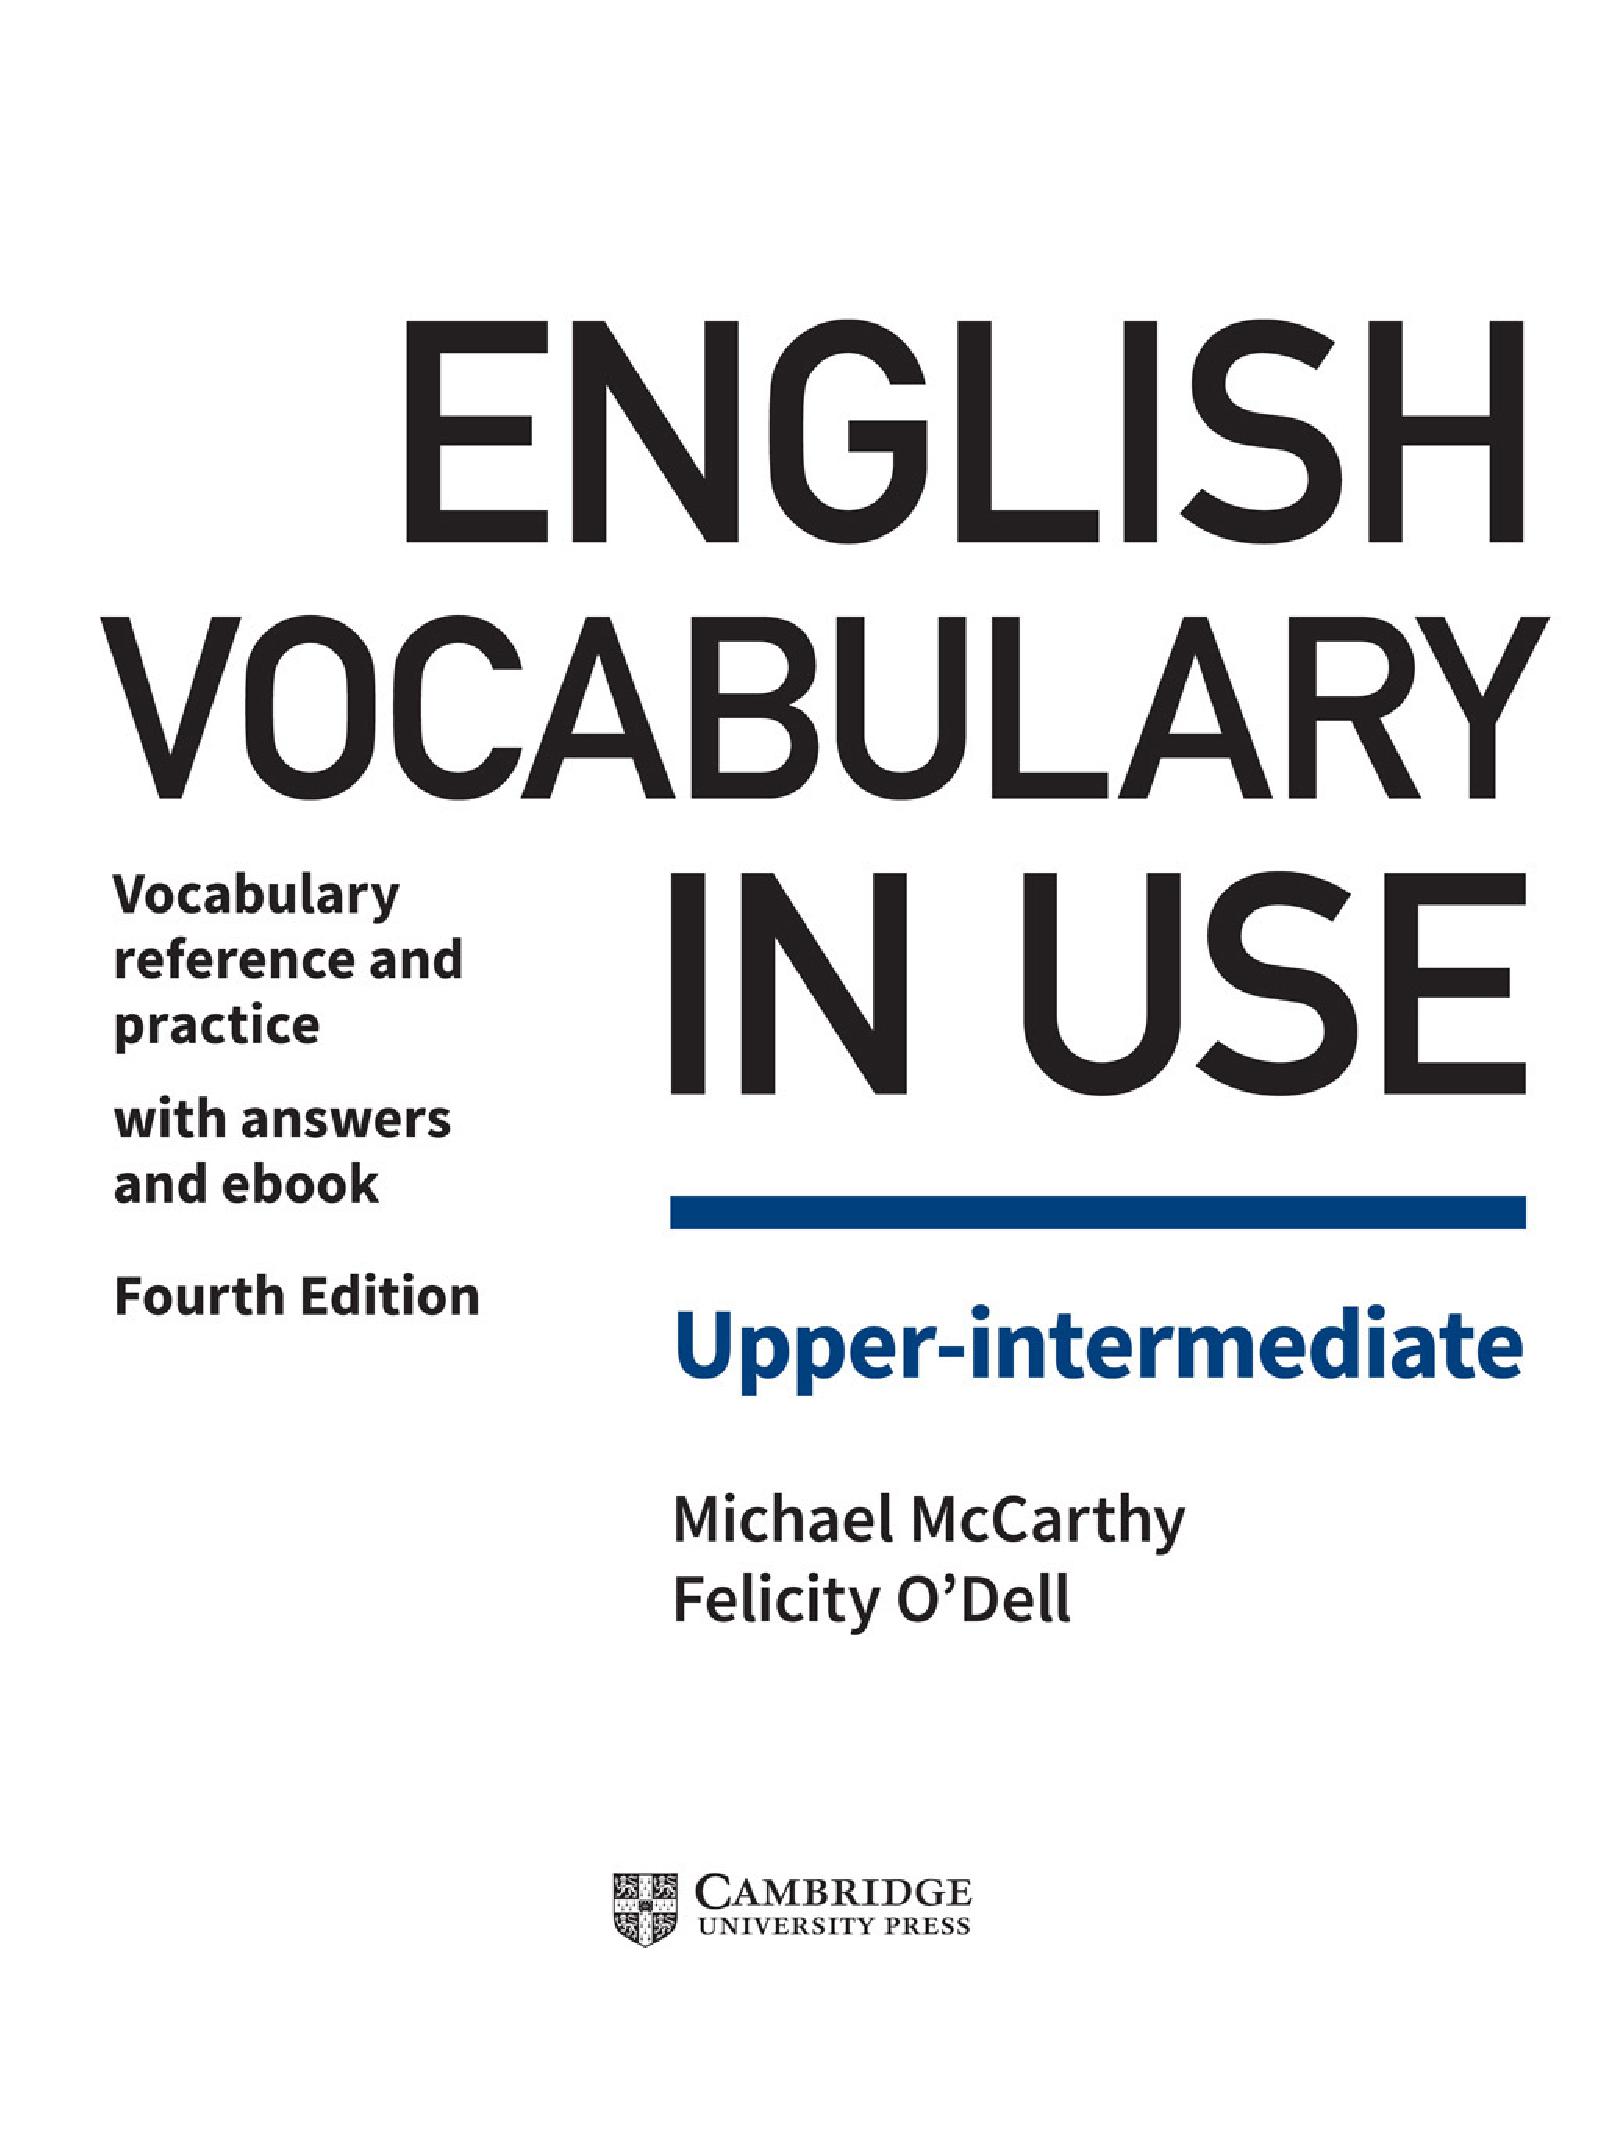 ENGLISH
VOCABULARY
IN USE
Vocabulary
reference and
practice
with answers
and ebook
Fourth Edition
Upper-intermediate
Michael McCarthy
Felicity O’Dell
CAMBRIDGE
UNIVERSITY PRESS